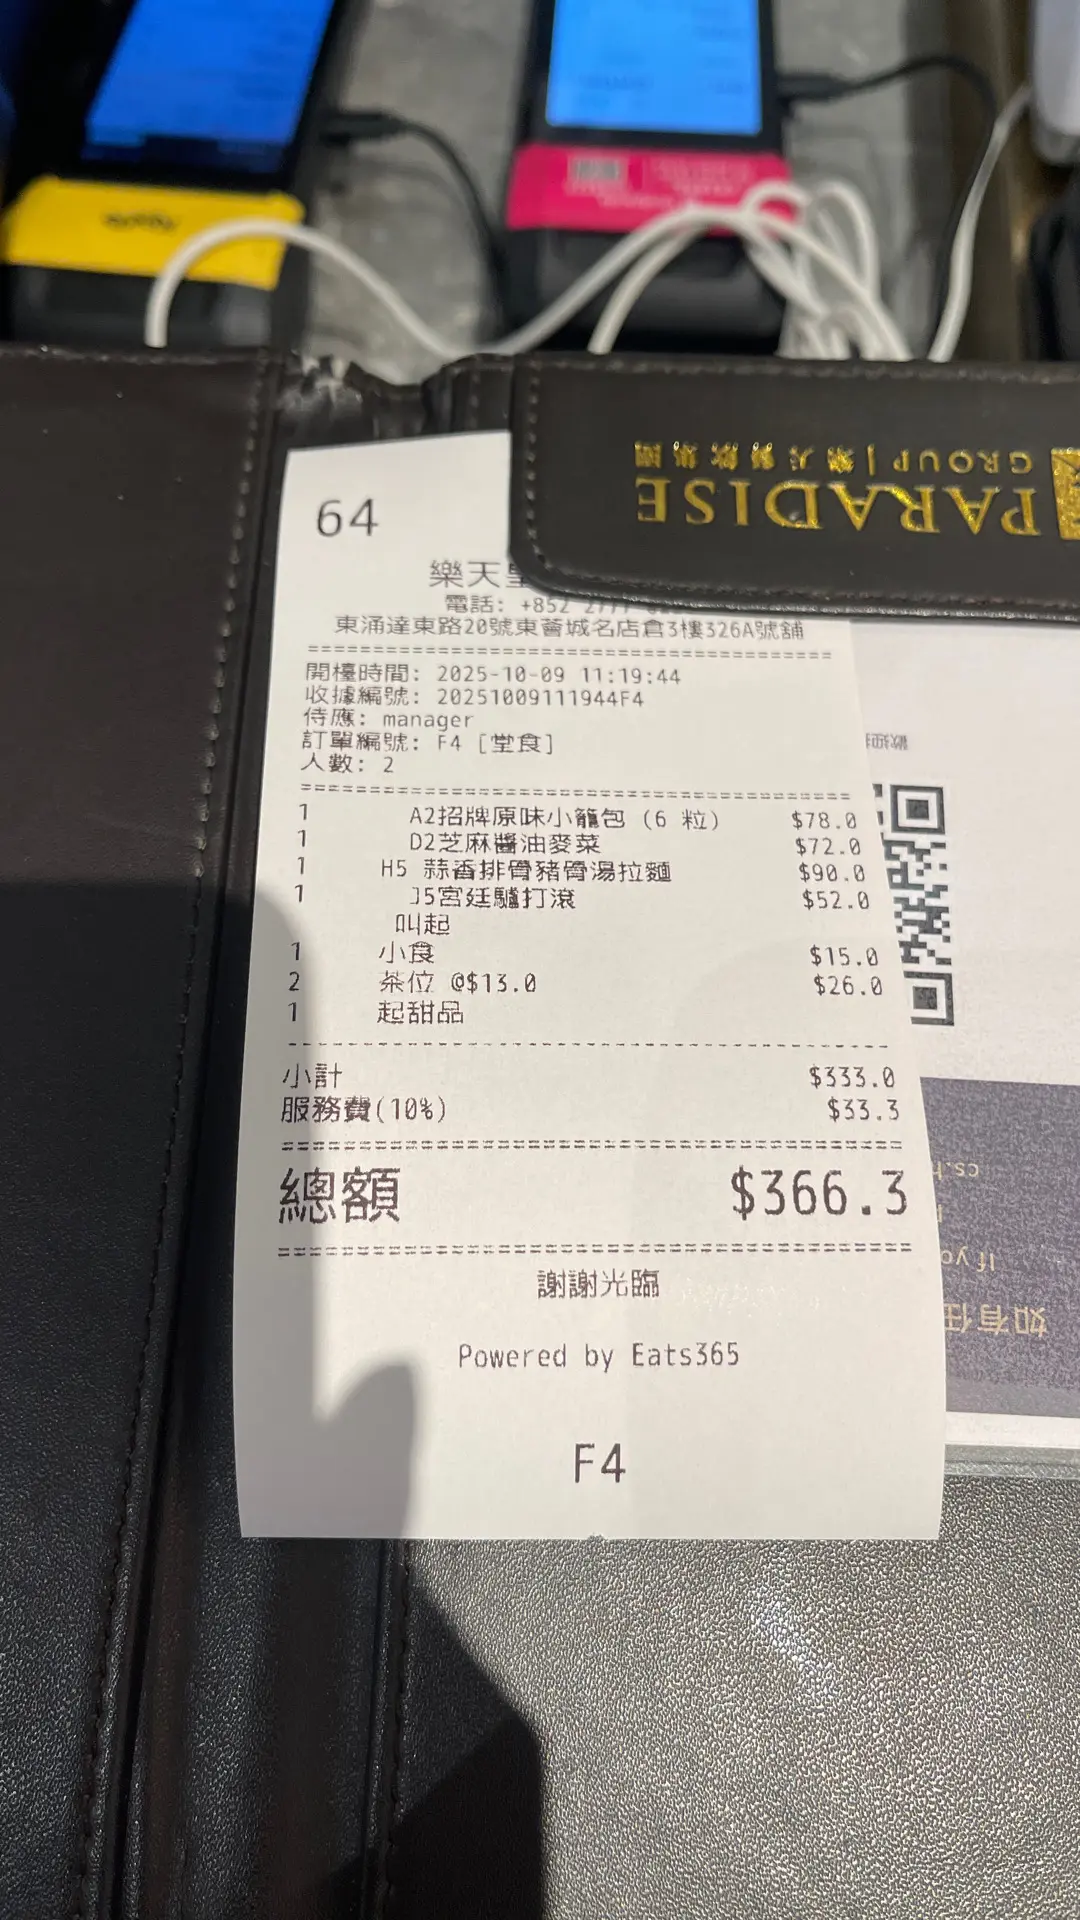 PARADISE
GROUP | 樂天餐飲集團
64
樂天
電話: +852
東涌達東路20號東薈城名店倉3樓326A號舖
開檯時間: 2025-10-09 11:19:44
收據編號: 20251009111944F4
侍應: manager
訂單編號: F4 [堂食]
人數: 2
1 A2招牌原味小籠包 (6 粒) $78.0
1 D2芝麻醬油麥菜 $72.0
1 H5 蒜香排骨豬骨湯拉麵 $90.0
1 J5宮廷驢打滾 $52.0
叫起
1 小食 $15.0
2 茶位 @$13.0 $26.0
1 起甜品
小計 $333.0
服務費(10%) $33.3
總額 $366.3
謝謝光臨
Powered by Eats365
F4
cs.h
If yo
如有任